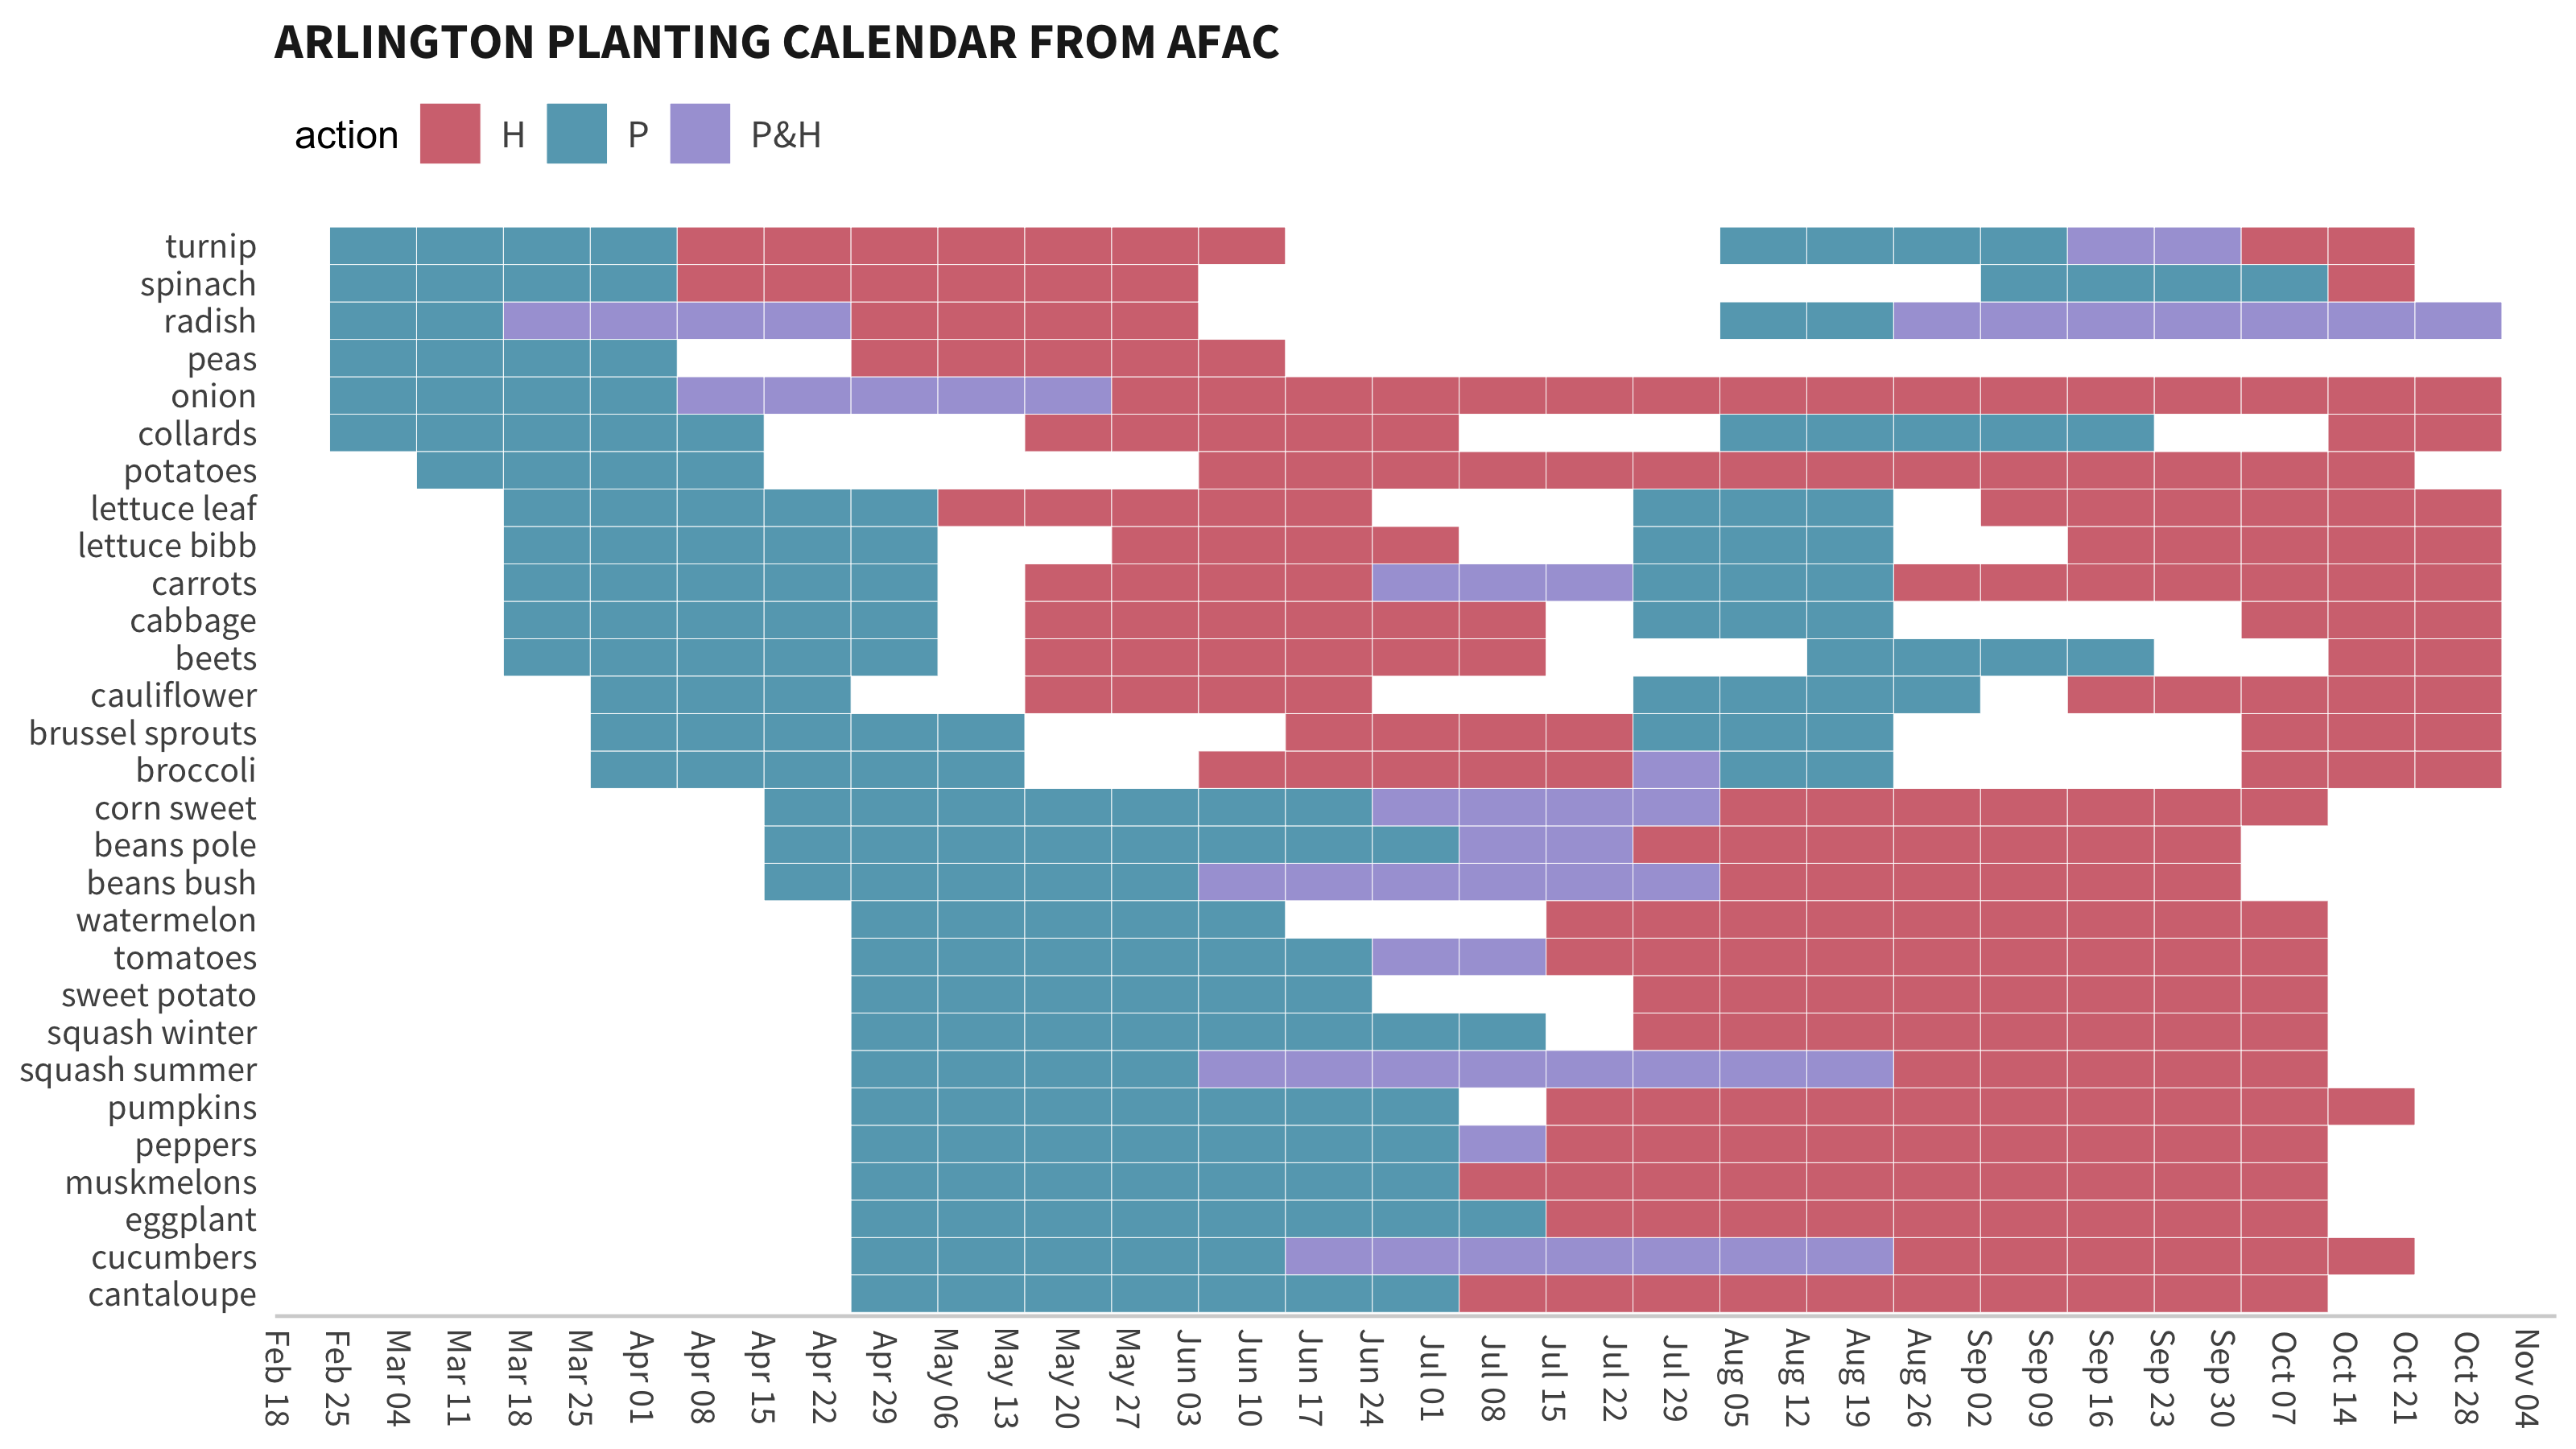 ARLINGTON PLANTING CALENDAR FROM AFAC
action H P P&H
turnip
spinach
radish
peas
onion
collards
potatoes
lettuce leaf
lettuce bibb
carrots
cabbage
beets
cauliflower
brussel sprouts
broccoli
corn sweet
beans pole
beans bush
watermelon
tomatoes
sweet potato
squash winter
squash summer
pumpkins
peppers
muskmelons
eggplant
cucumbers
cantaloupe
Feb 18
Feb 25
Mar 04
Mar 11
Mar 18
Mar 25
Apr 01
Apr 08
Apr 15
Apr 22
Apr 29
May 06
May 13
May 20
May 27
Jun 03
Jun 10
Jun 17
Jun 24
Jul 01
Jul 08
Jul 15
Jul 22
Jul 29
Aug 05
Aug 12
Aug 19
Aug 26
Sep 02
Sep 09
Sep 16
Sep 23
Sep 30
Oct 07
Oct 14
Oct 21
Oct 28
Nov 04